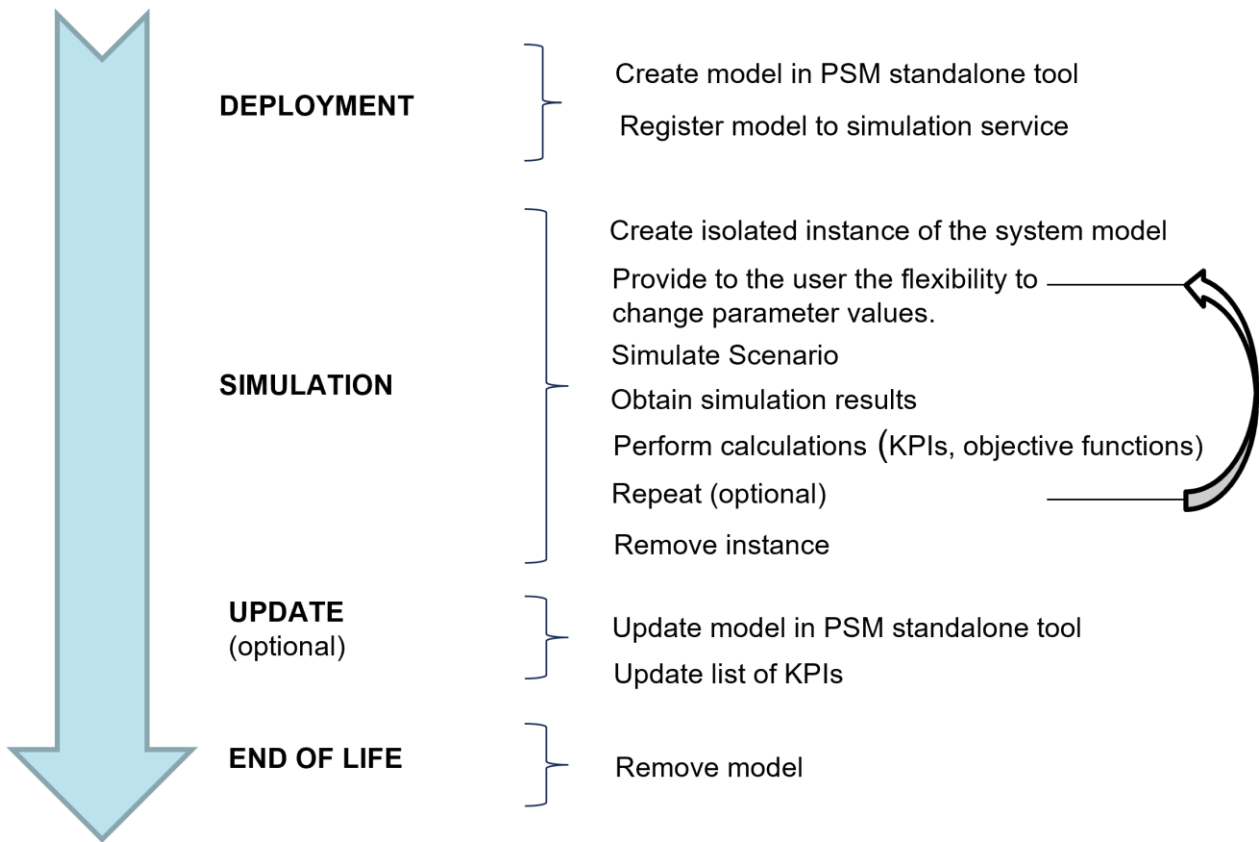 DEPLOYMENT
Create model in PSM standalone tool
Register model to simulation service
SIMULATION
Create isolated instance of the system model
Provide to the user the flexibility to
change parameter values.
Simulate Scenario
Obtain simulation results
Perform calculations (KPIs, objective functions)
Repeat (optional)
Remove instance
UPDATE
(optional)
Update model in PSM standalone tool
Update list of KPIs
END OF LIFE
Remove model